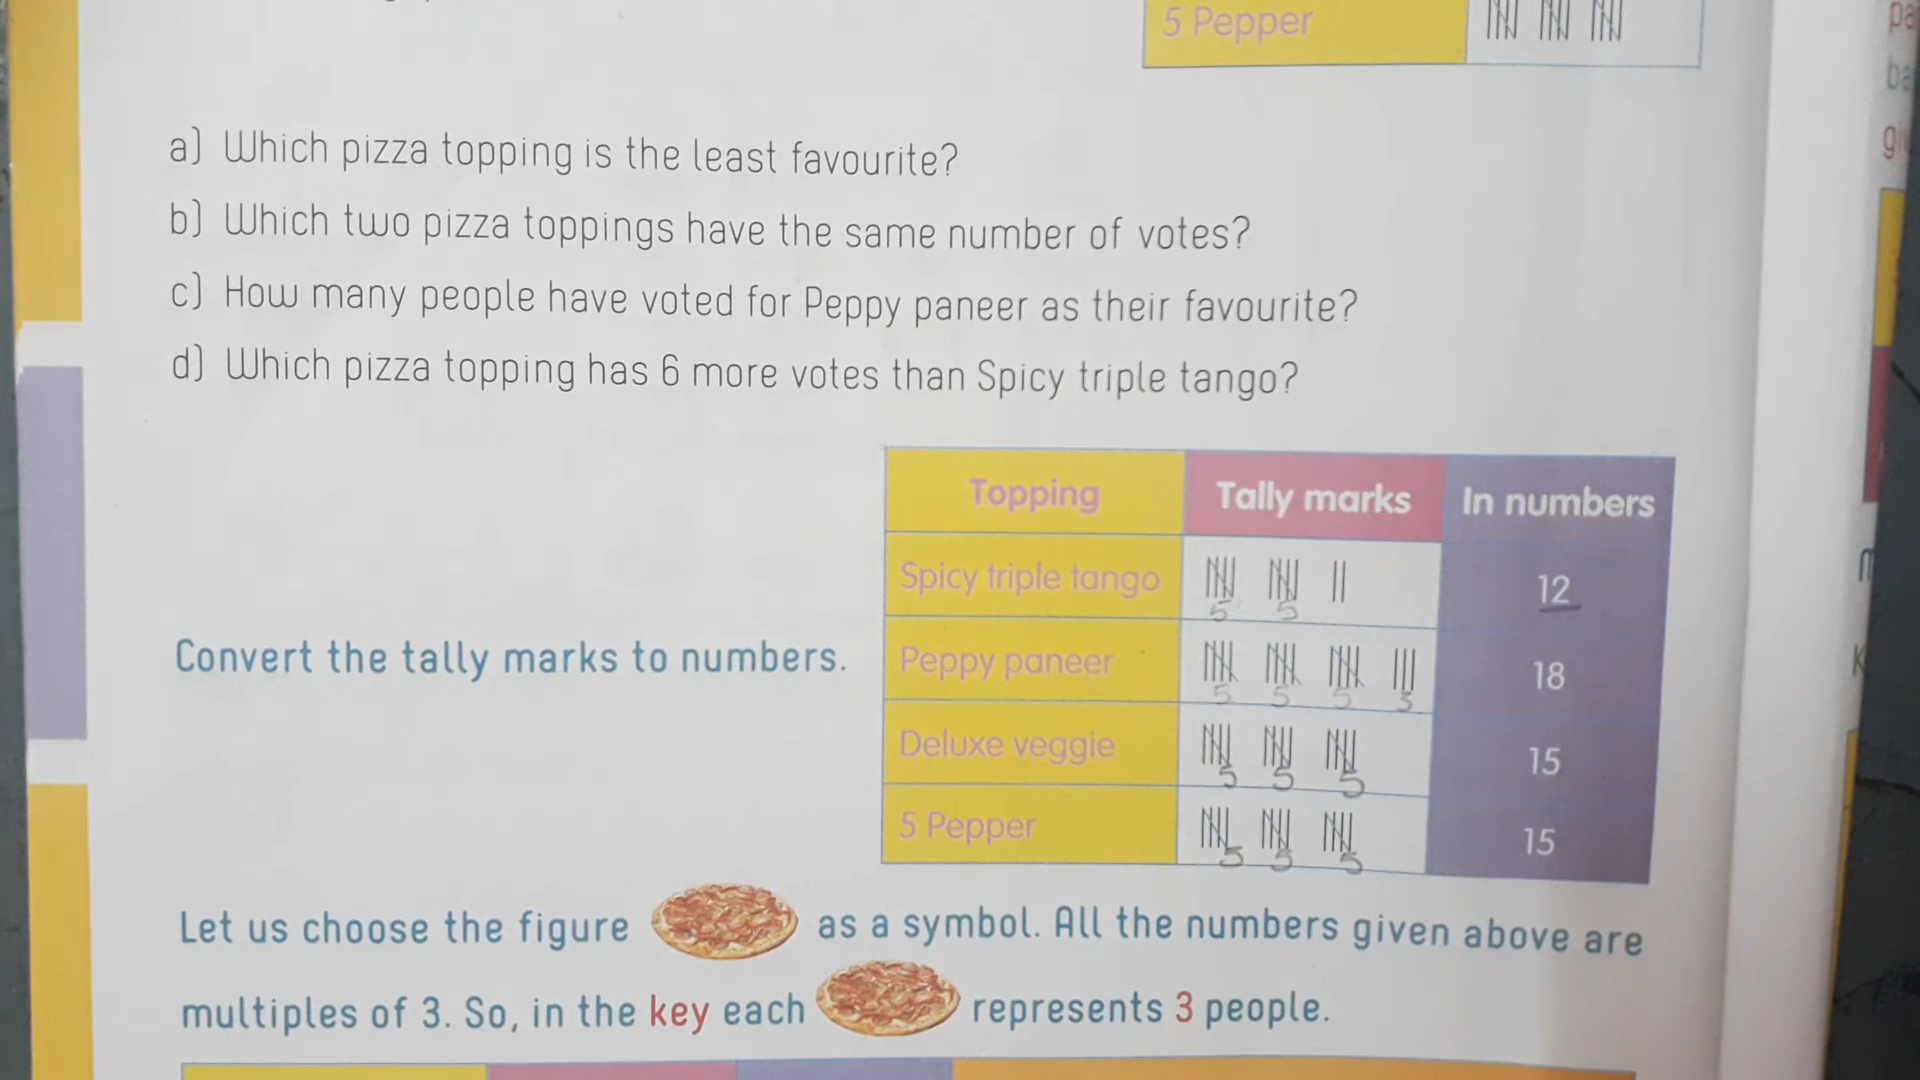 5 Pepper
a) Which pizza topping is the least favourite?
b) Which two pizza toppings have the same number of votes?
c) How many people have voted for Peppy paneer as their favourite?
d) Which pizza topping has 6 more votes than Spicy triple tango?
Topping Tally marks In numbers
Spicy triple tango 12
5 5
Convert the tally marks to numbers.
Peppy paneer 18
5 5 5 3
Deluxe veggie 15
5 5 5
5 Pepper 15
5 5 5
Let us choose the figure as a symbol. All the numbers given above are
multiples of 3. So, in the key each represents 3 people.